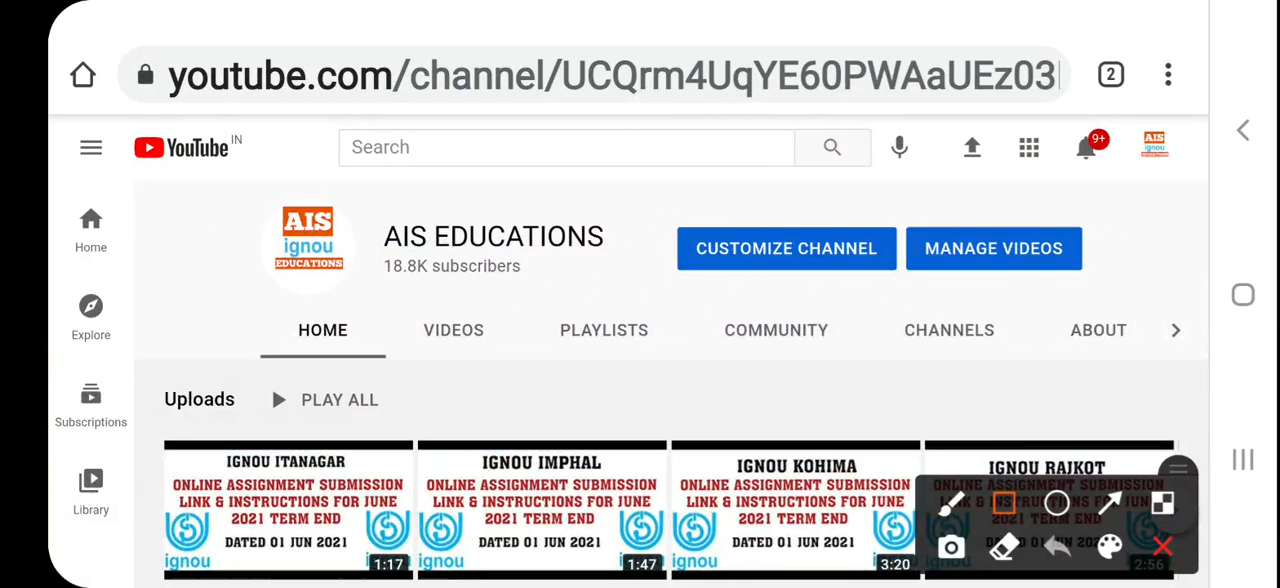 youtube.com/channel/UCQrm4UqYE60PWAaUEz03
2
YouTube IN
Search
9+
AIS
ignou
Home
AIS
ignou
EDUCATIONS
AIS EDUCATIONS
18.8K subscribers
CUSTOMIZE CHANNEL
MANAGE VIDEOS
Explore
HOME
VIDEOS
PLAYLISTS
COMMUNITY
CHANNELS
ABOUT
Subscriptions
Uploads
PLAY ALL
Library
IGNOU ITANAGAR
ONLINE ASSIGNMENT SUBMISSION
LINK & INSTRUCTIONS FOR JUNE
2021 TERM END
DATED 01 JUN 2021
ignou
1:17
IGNOU IMPHAL
ONLINE ASSIGNMENT SUBMISSION
LINK & INSTRUCTIONS FOR JUNE
2021 TERM END
DATED 01 JUN 2021
ignou
1:47
IGNOU KOHIMA
ONLINE ASSIGNMENT SUBMISSION
LINK & INSTRUCTIONS FOR JUNE
2021 TERM END
DATED 01 JUN 2021
ignou
3:20
IGNOU RAJKOT
2:56